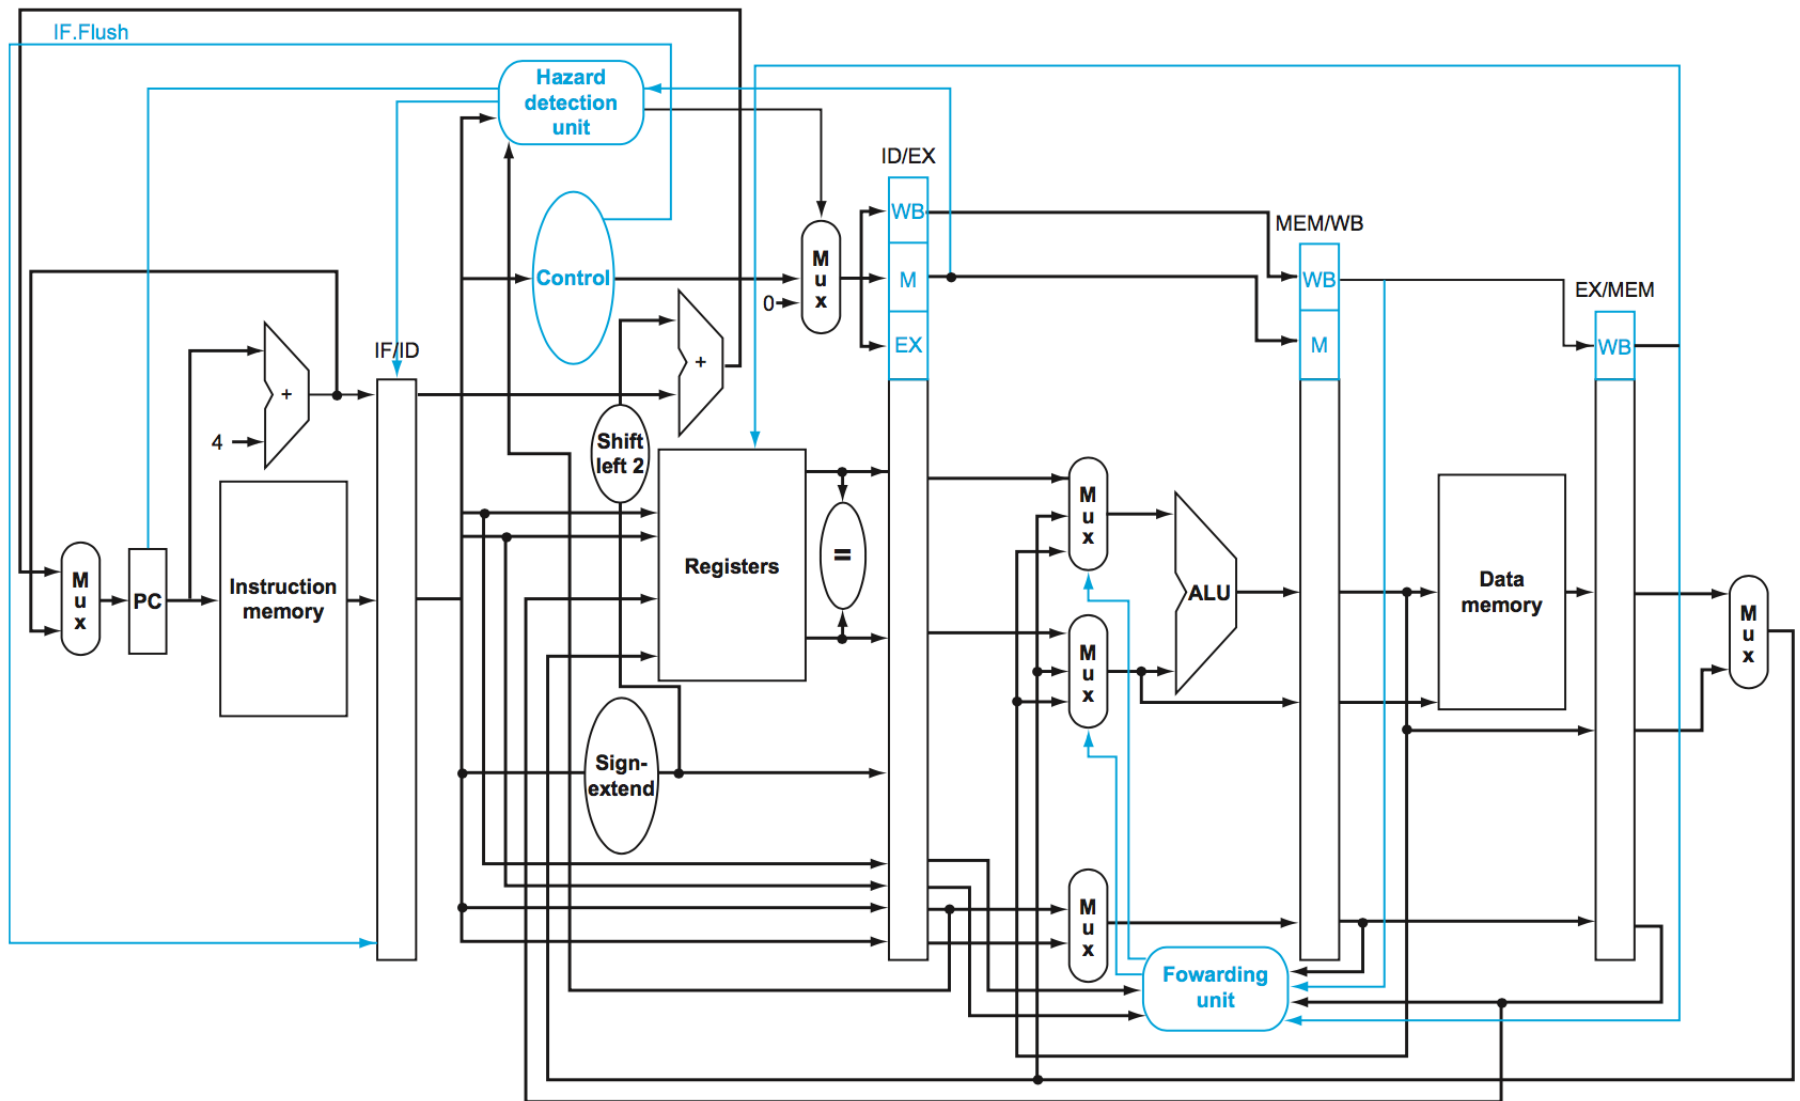 IF.Flush
Hazard
detection
unit
ID/EX
WB
MEM/WB
Control
M
u
x
M
WB
EX/MEM
0
IF/ID
EX
M
WB
+
+
4
Shift
left 2
M
u
x
M
u
x
PC
Instruction
memory
Registers
=
ALU
Data
memory
M
u
x
M
u
x
Sign-
extend
M
u
x
Fowarding
unit